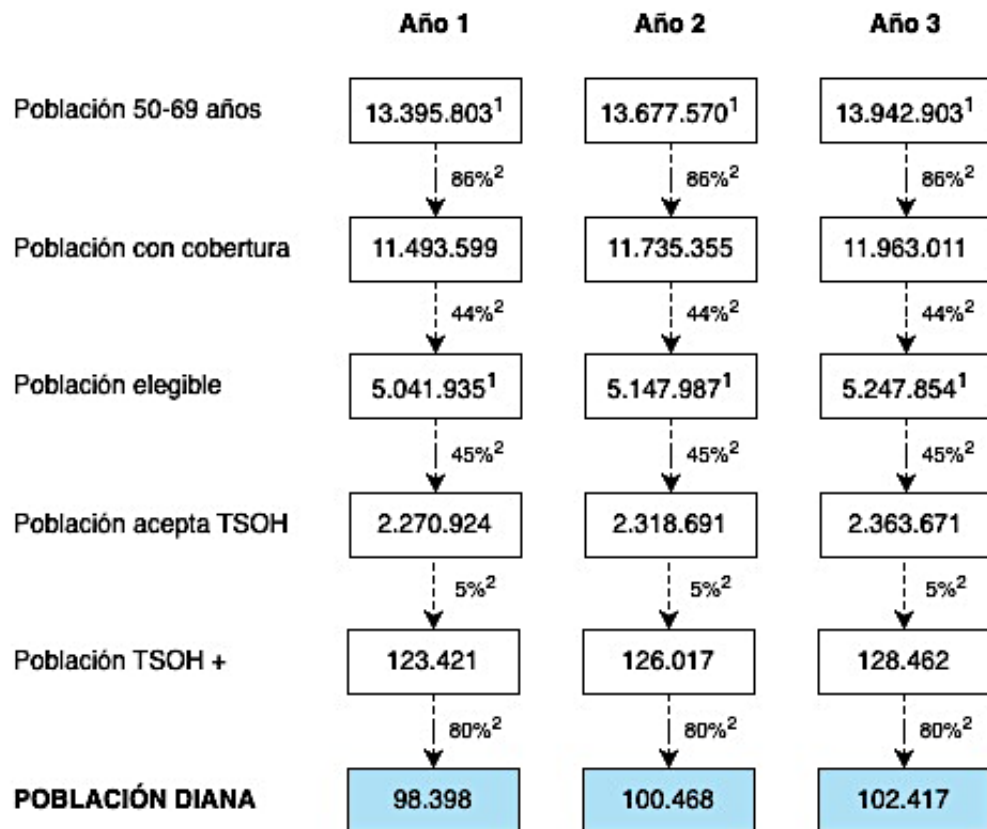 Año 1 Año 2 Año 3
Población 50-69 años 13.395.803¹ 13.677.570¹ 13.942.903¹
86%² 86%² 86%²
Población con cobertura 11.493.599 11.735.355 11.963.011
44%² 44%² 44%²
Población elegible 5.041.935¹ 5.147.987¹ 5.247.854¹
45%² 45%² 45%²
Población acepta TSOH 2.270.924 2.318.691 2.363.671
5%² 5%² 5%²
Población TSOH + 123.421 126.017 128.462
80%² 80%² 80%²
POBLACIÓN DIANA 98.398 100.468 102.417